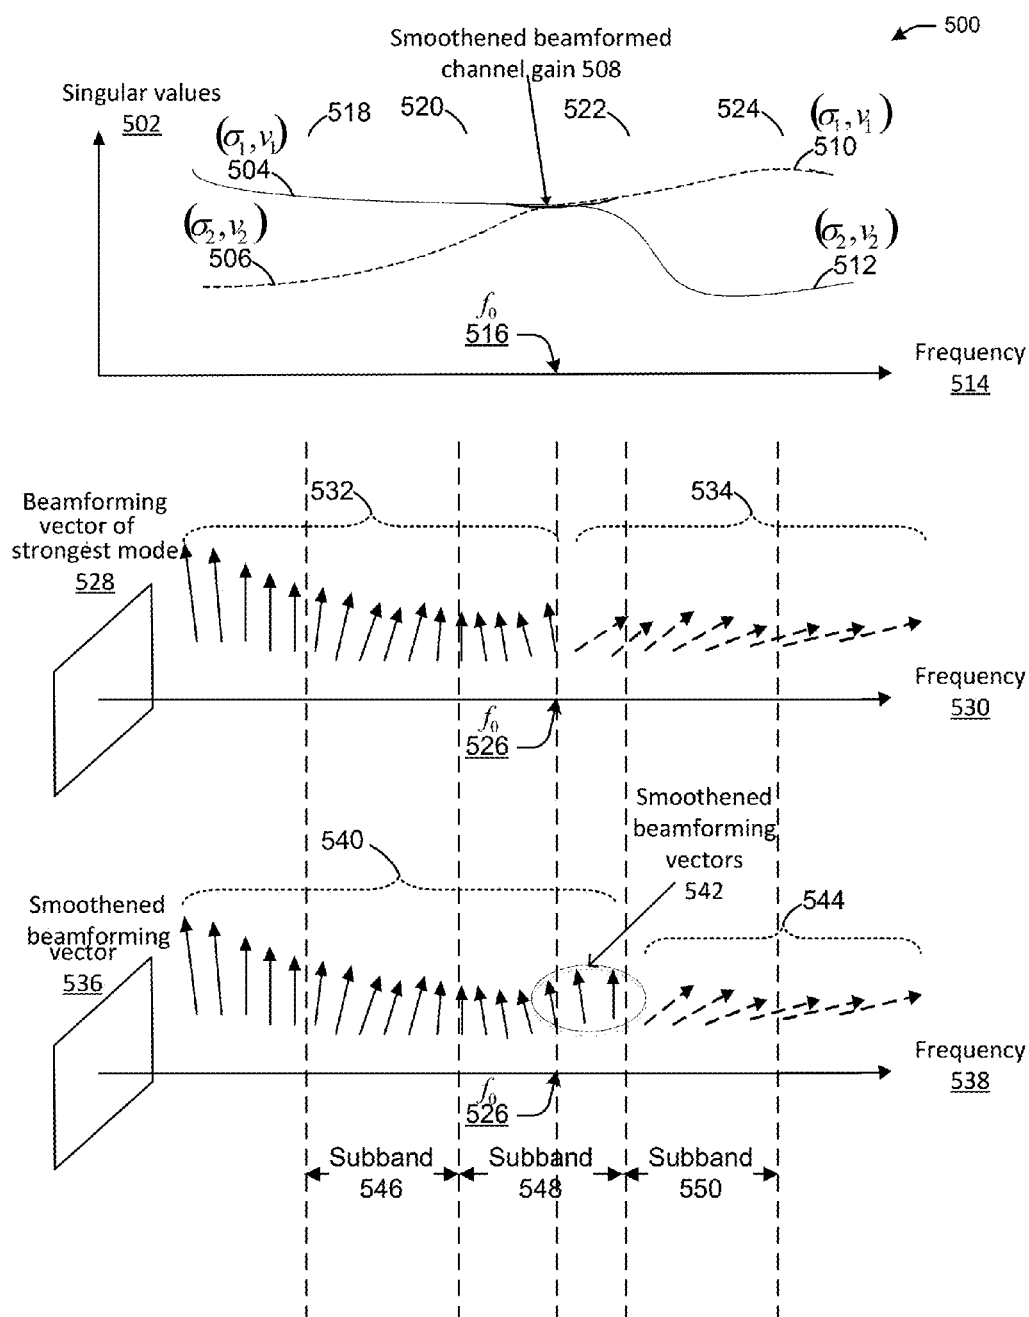 500
Smoothened beamformed
channel gain 508
Singular values
502
518
520
522
524
(σ₁, v₁)
504
(σ₁, v₁)
510
(σ₂, v₂)
506
(σ₂, v₂)
512
f₀
516
Frequency
514
532
534
Beamforming
vector of
strongest mode
528
f₀
526
Frequency
530
Smoothened
beamforming
vectors
542
540
544
Smoothened
beamforming
vector
536
f₀
526
Frequency
538
Subband
546
Subband
548
Subband
550